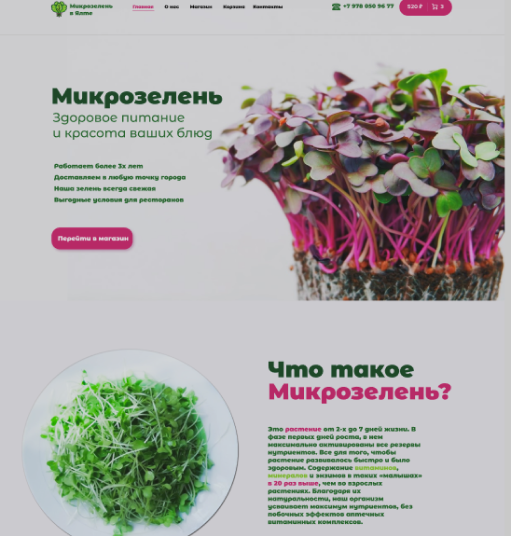 Микрозелень
в Ялте
Главная О нас Магазин Корзина Контакты
+7 978 800 96 77
520 ₽ 3
Микрозелень
Здоровое питание
и красота ваших блюд
Работает более 3х лет
Доставляем в любую точку города
Наша зелень всегда свежая
Выгодные условия для ресторанов
Перейти в магазин
Что такое
Микрозелень?
Это растение от 2-х до 7 дней жизни. В
фазе первых дней роста, в нем
максимально активированы все резервы
нутриентов. Все для того, чтобы
растение развивалось быстро и было
здоровым. Содержание витаминов,
минералов и энзимов в таких «малышах»
в 20 раз выше, чем во взрослых
растениях. Благодаря их
натуральности, наш организм
усваивает максимум нутриентов, без
побочных эффектов аптечных
витаминных комплексов.